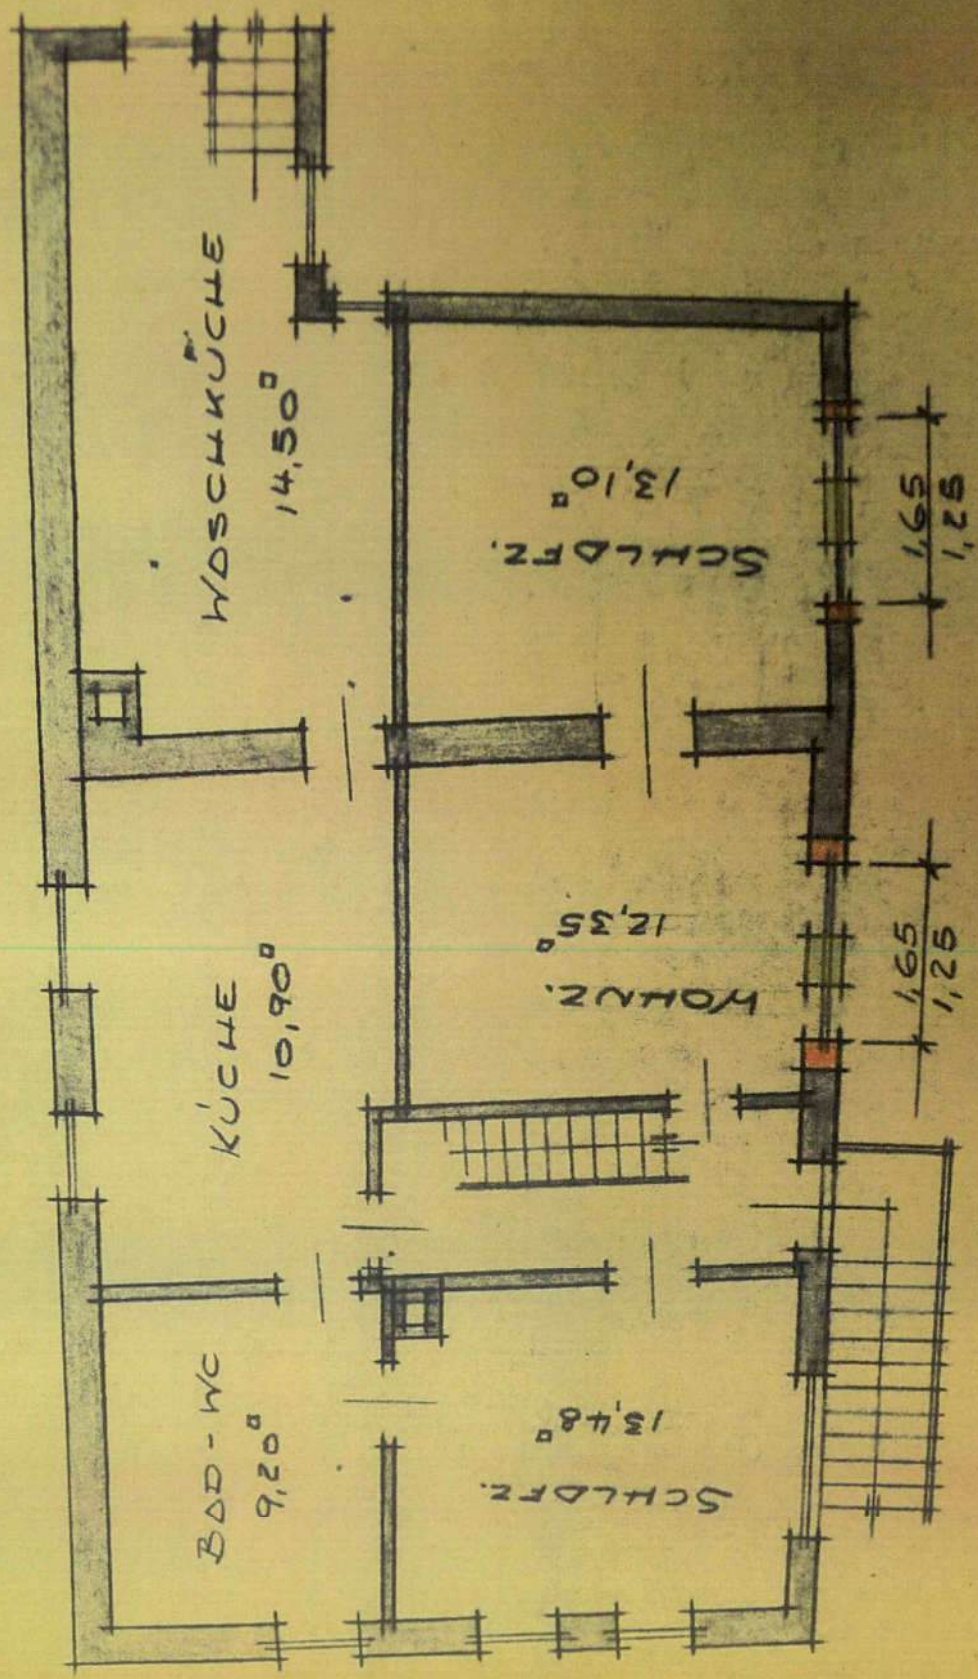 WASCHKÜCHE
14,50□
SCHLAFZ.
13,10□
1,65
1,25
KÜCHE
10,90□
WOHNZ.
12,35□
1,65
1,25
BAD-WC
9,20□
SCHLAFZ.
13,48□